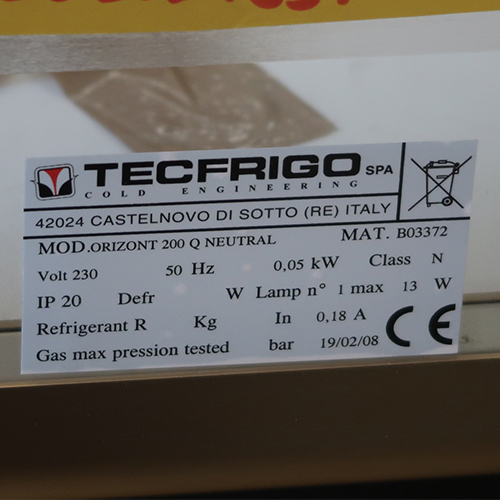 TECFRIGO SPA
COLD ENGINEERING
42024 CASTELNOVO DI SOTTO (RE) ITALY
MOD.ORIZONT 200 Q NEUTRAL MAT. B03372
Volt 230 50 Hz 0,05 kW Class N
IP 20 Defr W Lamp n° 1 max 13 W
Refrigerant R Kg In 0,18 A CE
Gas max pression tested bar 19/02/08